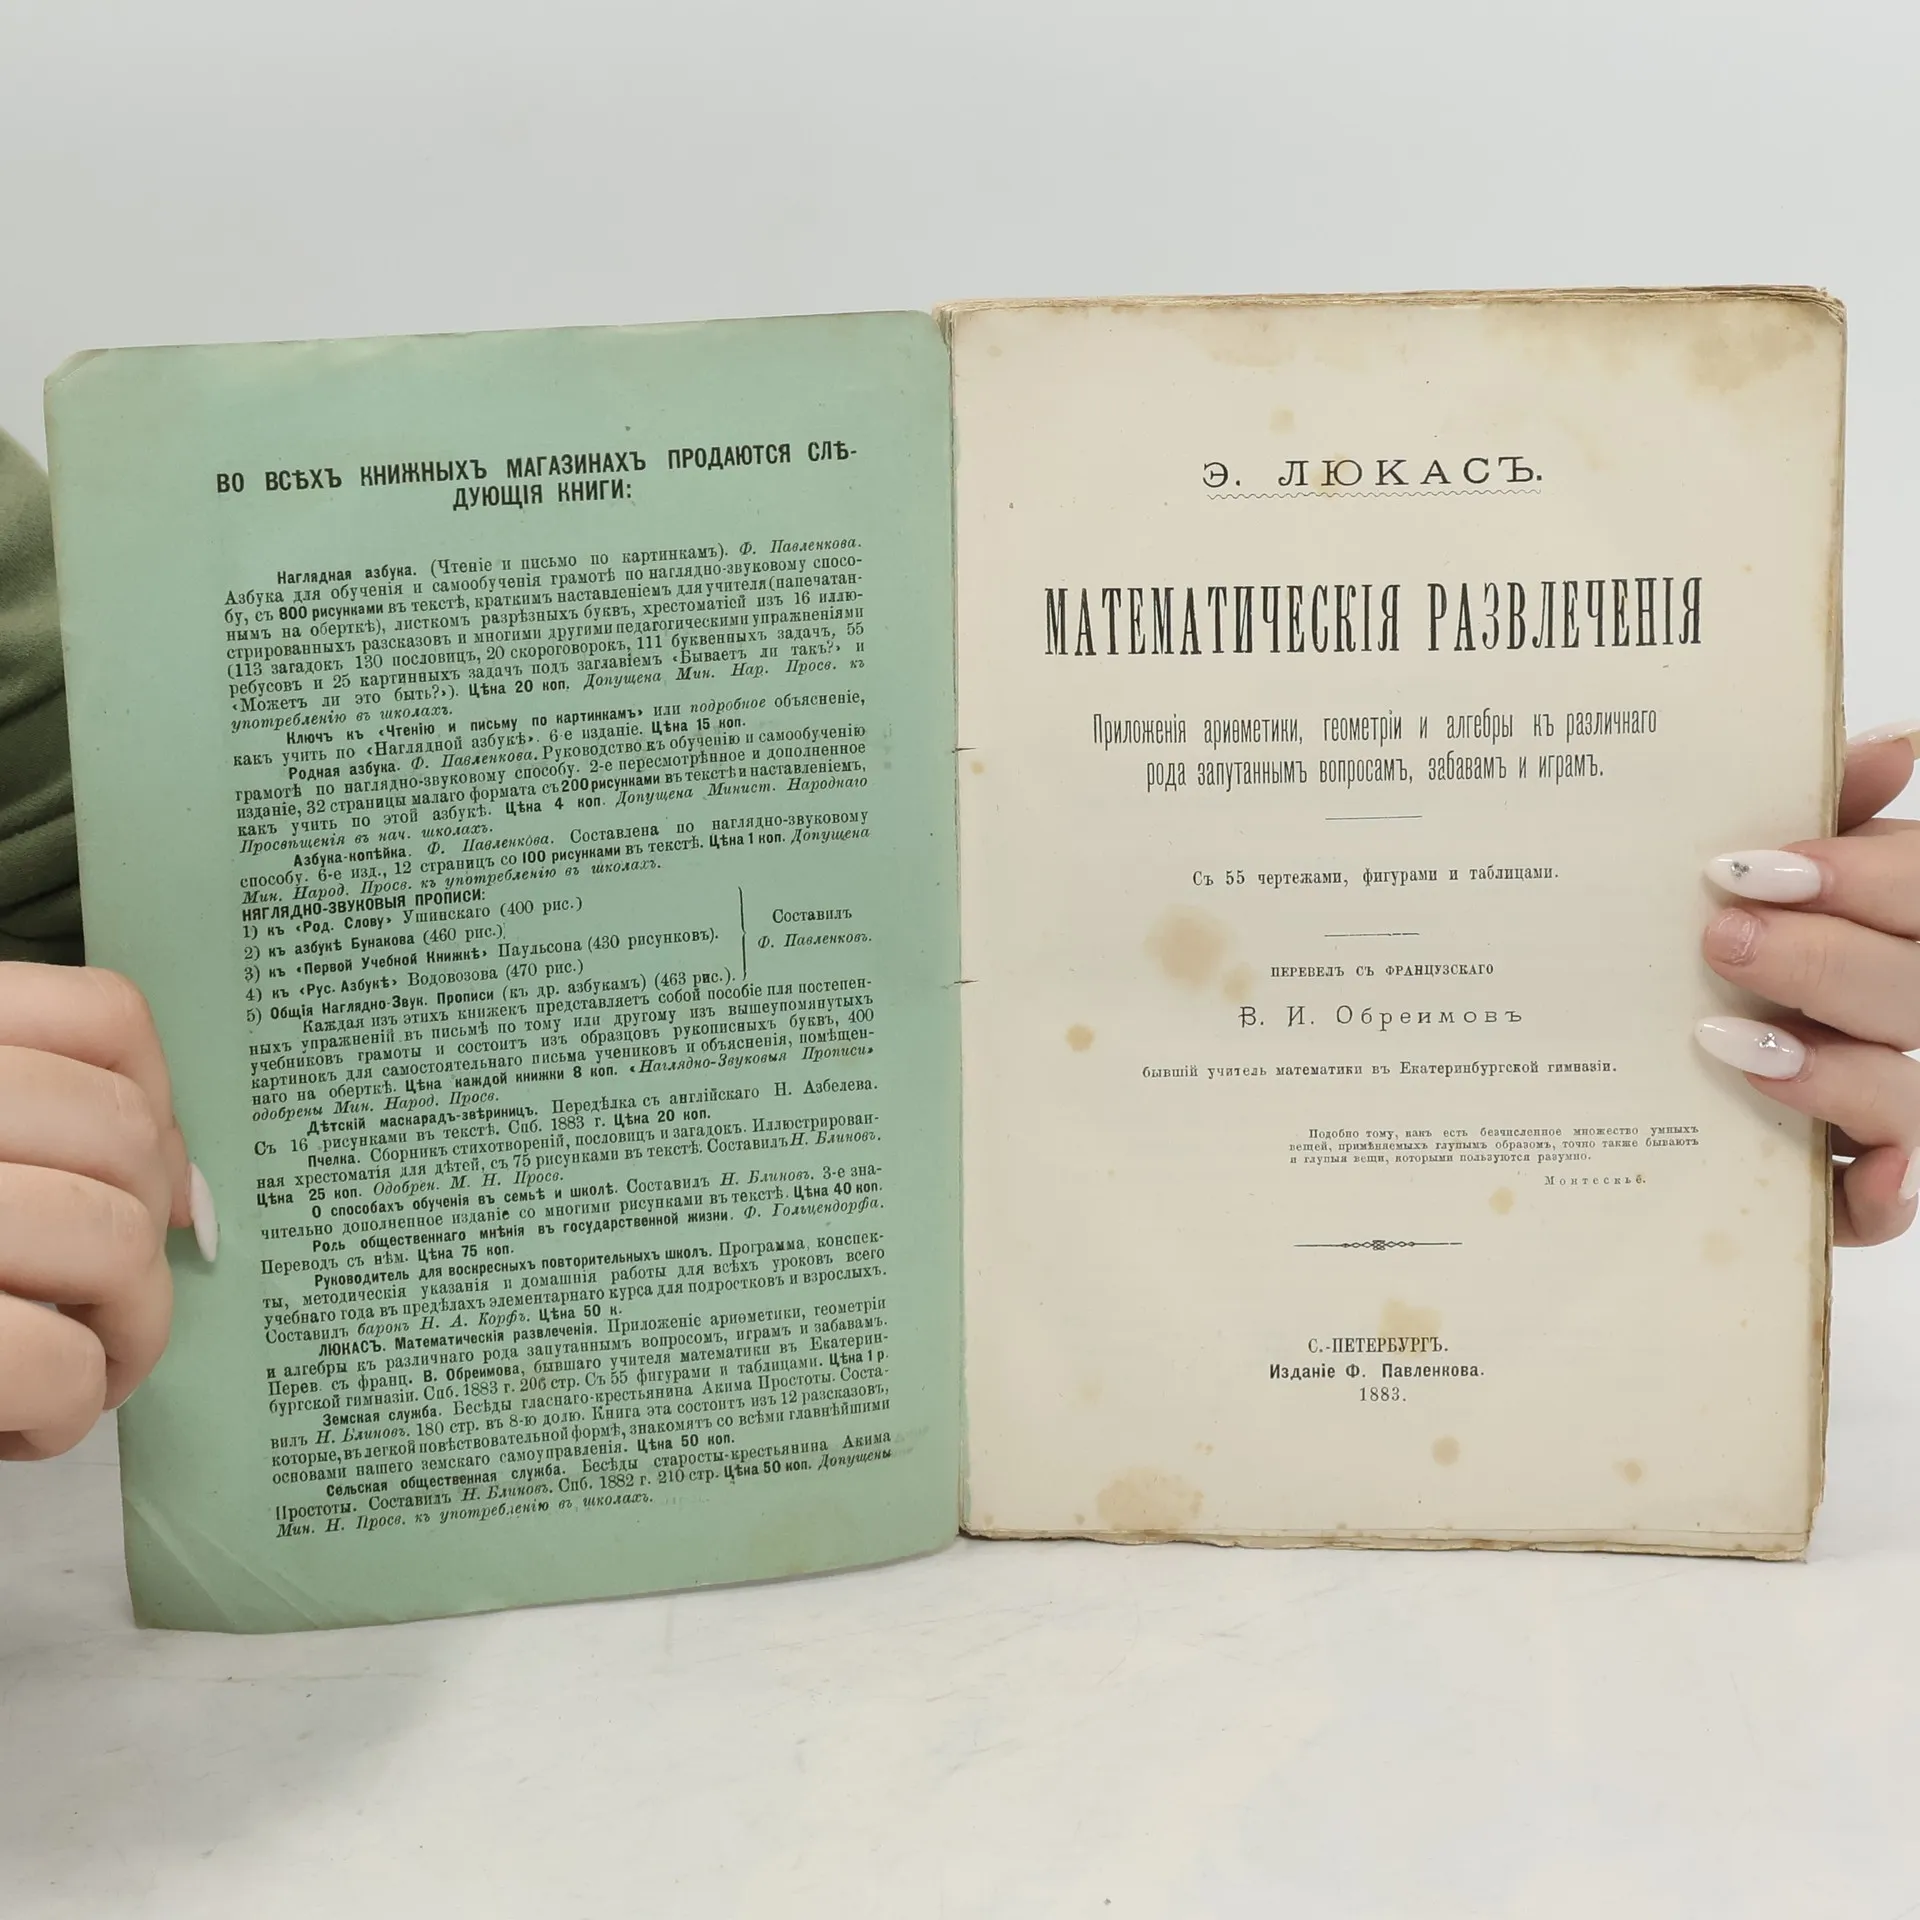 ВО ВСѢХЪ КНИЖНЫХЪ МАГАЗИНАХЪ ПРОДАЮТСЯ СЛѢ-
ДУЮЩІЯ КНИГИ:
Наглядная азбука. (Чтеніе и письмо по картинкамъ). Ф. Павленкова.
Азбука для обученія и самообученія грамотѣ по наглядно-звуковому спосо-
бу, съ 800 рисунками въ текстѣ, краткимъ наставленіемъ для учителя (напечатан-
нымъ на оберткѣ), листкомъ разрѣзныхъ буквъ, хрестоматіей изъ 16 иллю-
стрированныхъ разсказовъ и многими другими педагогическими упражненіями
(113 загадокъ 130 пословицъ, 20 скороговорокъ, 111 буквенныхъ задачъ, 55
ребусовъ и 25 картинныхъ задачъ подъ заглавіемъ «Бываетъ ли такъ?» и
«Можетъ ли это быть?»). Цѣна 20 коп. Допущена Мин. Нар. Просв. къ
употребленію въ школахъ.
Ключъ къ «Чтенію и письму по картинкамъ» или подробное объясненіе,
какъ учить по «Наглядной азбукѣ». 6-е изданіе. Цѣна 15 коп.
Родная азбука. Ф. Павленкова. Руководство къ обученію и самообученію
грамотѣ по наглядно-звуковому способу. 2-е пересмотрѣнное и дополненное
изданіе, 32 страницы малаго формата съ 200 рисунками въ текстѣ и наставленіемъ,
какъ учить по этой азбукѣ. Цѣна 4 коп. Допущена Минист. Народнаго
Просвѣщенія въ нач. школахъ.
Азбука-копѣйка. Ф. Павленкова. Составлена по наглядно-звуковому
способу. 6-е изд., 12 страницъ со 100 рисунками въ текстѣ. Цѣна 1 коп. Допущена
Мин. Народ. Просв. къ употребленію въ школахъ.
НЯГЛЯДНО-ЗВУКОВЫЯ ПРОПИСИ:
1) къ «Род. Слову» Ушинскаго (400 рис.)
2) къ азбукѣ Бунакова (460 рис.)
3) къ «Первой Учебной Книжкѣ» Паульсона (430 рисунковъ).
4) къ «Рус. Азбукѣ» Водовозова (470 рис.)
5) Общія Наглядно-Звук. Прописи (къ др. азбукамъ) (463 рис.).
Составилъ
Ф. Павленковъ.
Каждая изъ этихъ книжекъ представляетъ собой пособіе пля постепен-
ныхъ упражненій въ письмѣ по тому или другому изъ вышеупомянутыхъ
учебниковъ грамоты и состоитъ изъ образцовъ рукописныхъ буквъ, 400
картинокъ для самостоятельнаго письма учениковъ и объясненія, помѣщен-
наго на оберткѣ. Цѣна каждой книжки 8 коп. «Наглядно-Звуковыя Прописи»
одобрены Мин. Народ. Просв.
Дѣтскій маскарадъ-звѣриницъ. Передѣлка съ англійскаго Н. Азбелева.
Съ 16 рисунками въ текстѣ. Спб. 1883 г. Цѣна 20 коп.
Пчелка. Сборникъ стихотвореній, пословицъ и загадокъ. Иллюстрирован-
ная хрестоматія для дѣтей, съ 75 рисунками въ текстѣ. Составилъ Н. Блиновъ.
Цѣна 25 коп. Одобрен. М. Н. Просв.
О способахъ обученія въ семьѣ и школѣ. Составилъ Н. Блиновъ. 3-е зна-
чительно дополненное изданіе со многими рисунками въ текстѣ. Цѣна 40 коп.
Роль общественнаго мнѣнія въ государственной жизни. Ф. Гольцендорфа.
Переводъ съ нѣм. Цѣна 75 коп.
Руководитель для воскресныхъ повторительныхъ школъ. Программа, конспек-
ты, методическія указанія и домашнія работы для всѣхъ уроковъ всего
учебнаго года въ предѣлахъ элементарнаго курса для подростковъ и взрослыхъ.
Составилъ баронъ Н. А. Корфъ. Цѣна 50 к.
ЛЮКАСЪ. Математическія развлеченія. Приложеніе ариѳметики, геометріи
и алгебры къ различнаго рода запутаннымъ вопросомъ, играмъ и забавамъ.
Перев. съ франц. В. Обреимова, бывшаго учителя математики въ Екатерин-
бургской гимназіи. Спб. 1883 г. 206 стр. Съ 55 фигурами и таблицами. Цѣна 1 р.
Земская служба. Бесѣды гласнаго-крестьянина Акима Простоты. Соста-
вилъ Н. Блиновъ. 180 стр. въ 8-ю долю. Книга эта состоитъ изъ 12 разсказовъ,
которые, въ легкой повѣствовательной формѣ, знакомятъ со всѣми главнѣйшими
основами нашего земскаго самоуправленія. Цѣна 50 коп.
Сельская общественная служба. Бесѣды старосты-крестьянина Акима
Простоты. Составилъ Н. Блиновъ. Спб. 1882 г. 210 стр. Цѣна 50 коп. Допущены
Мин. Н. Просв. къ употребленію въ школахъ.
Э. ЛЮКАСЪ.
МАТЕМАТИЧЕСКІЯ РАЗВЛЕЧЕНІЯ
Приложенія ариѳметики, геометріи и алгебры къ различнаго
рода запутаннымъ вопросамъ, забавамъ и играмъ.
Съ 55 чертежами, фигурами и таблицами.
ПЕРЕВЕЛЪ СЪ ФРАНЦУЗСКАГО
В. И. Обреимовъ
бывшій учитель математики въ Екатеринбургской гимназіи.
Подобно тому, какъ есть безчисленное множество умныхъ
вещей, примѣняемыхъ глупымъ образомъ, точно также бываютъ
и глупыя вещи, которыми пользуются разумно.
Монтескьё.
С.-ПЕТЕРБУРГЪ.
Изданіе Ф. Павленкова.
1883.